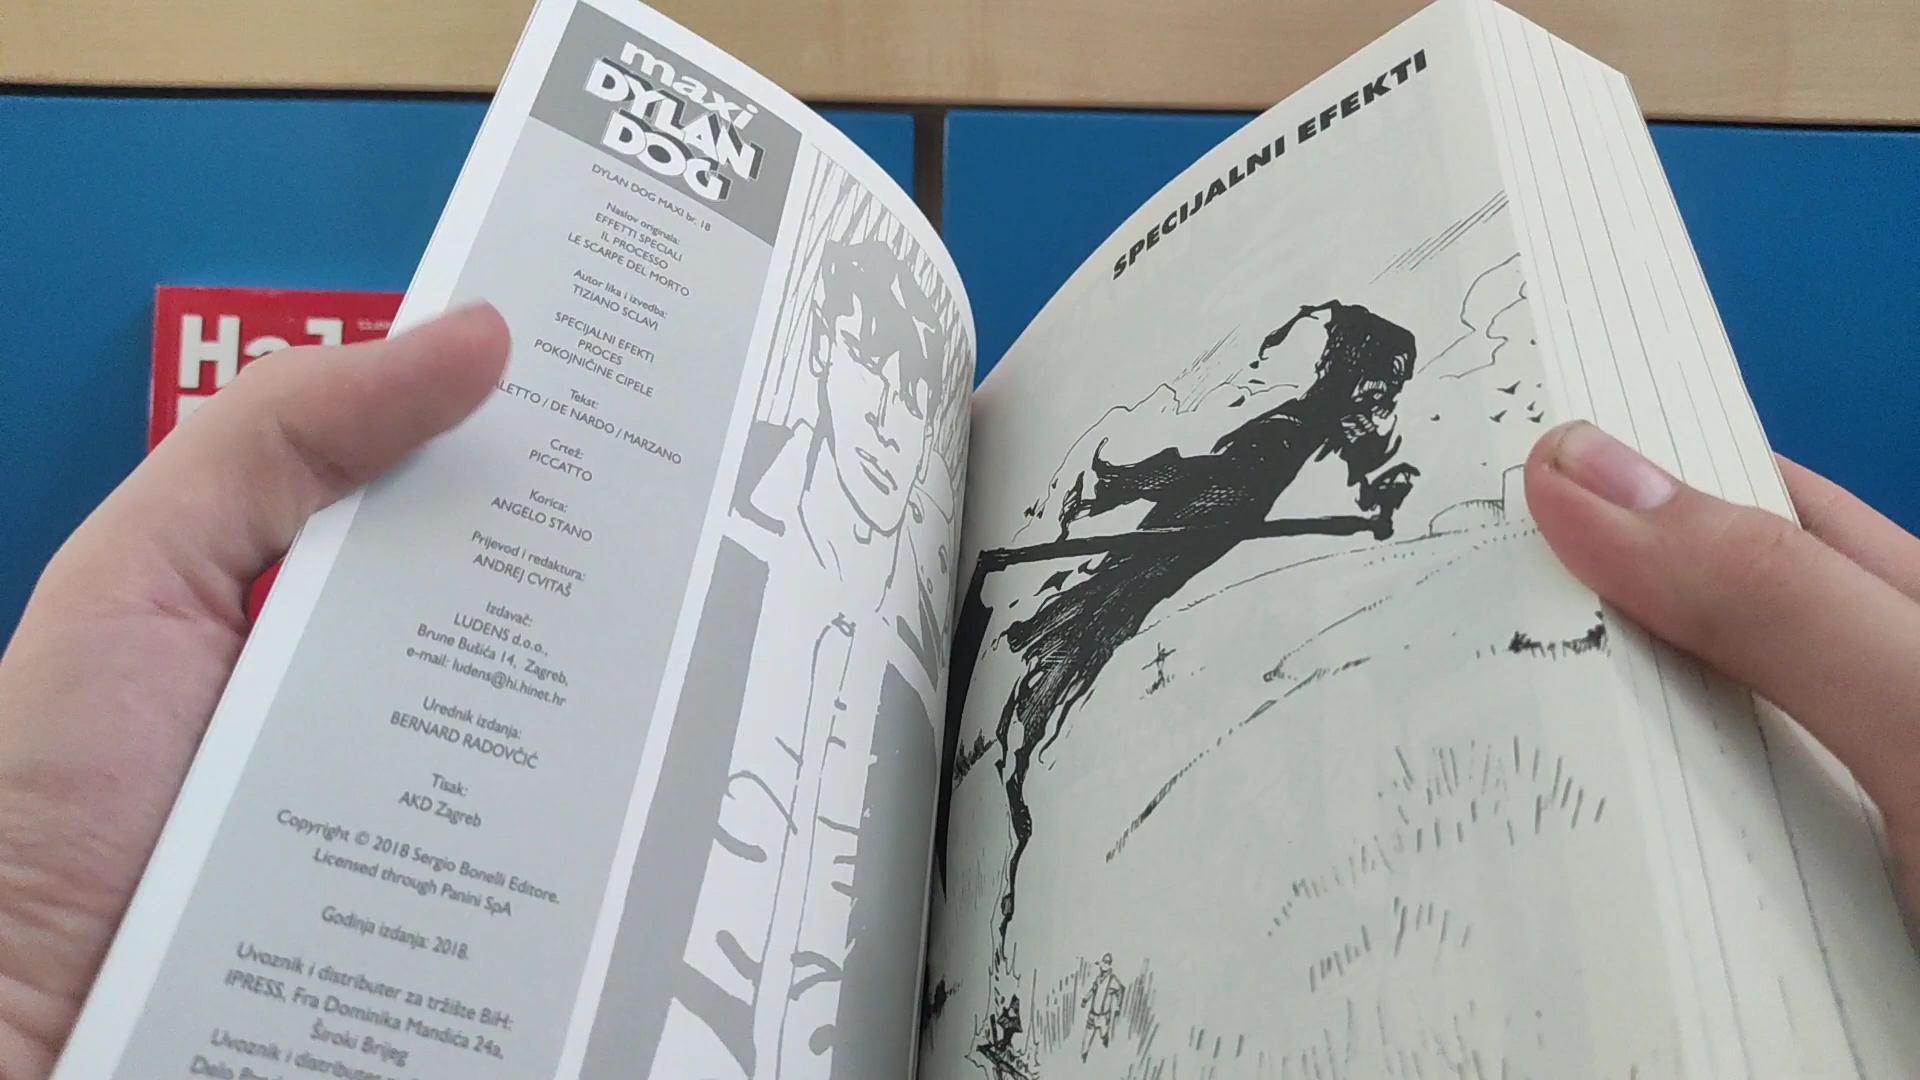 maxi
DYLAN
DOG
DYLAN DOG MAXI br. 18
Naslov originala:
EFFETTI SPECIALI
IL PROCESSO
LE SCARPE DEL MORTO
Autor lika i izvedba:
TIZIANO SCLAVI
SPECIJALNI EFEKTI
PROCES
POKOJNIČINE CIPELE
Tekst:
/ DE NARDO / MARZANO
Crtež:
PICCATTO
Korica:
ANGELO STANO
Prijevod i redaktura:
ANDREJ CVITAŠ
Izdavač:
LUDENS d.o.o.,
Brune Bušića 14, Zagreb,
e-mail: ludens@hi.hinet.hr
Urednik izdanja:
BERNARD RADOVČIĆ
Tisak:
AKD Zagreb
Copyright © 2018 Sergio Bonelli Editore.
Licensed through Panini SpA
Godina izdanja: 2018.
Uvoznik i distributer za tržište BiH:
IPRESS, Fra Dominika Mandića 24a,
Široki Brijeg
Uvoznik i distributer
SPECIJALNI EFEKTI